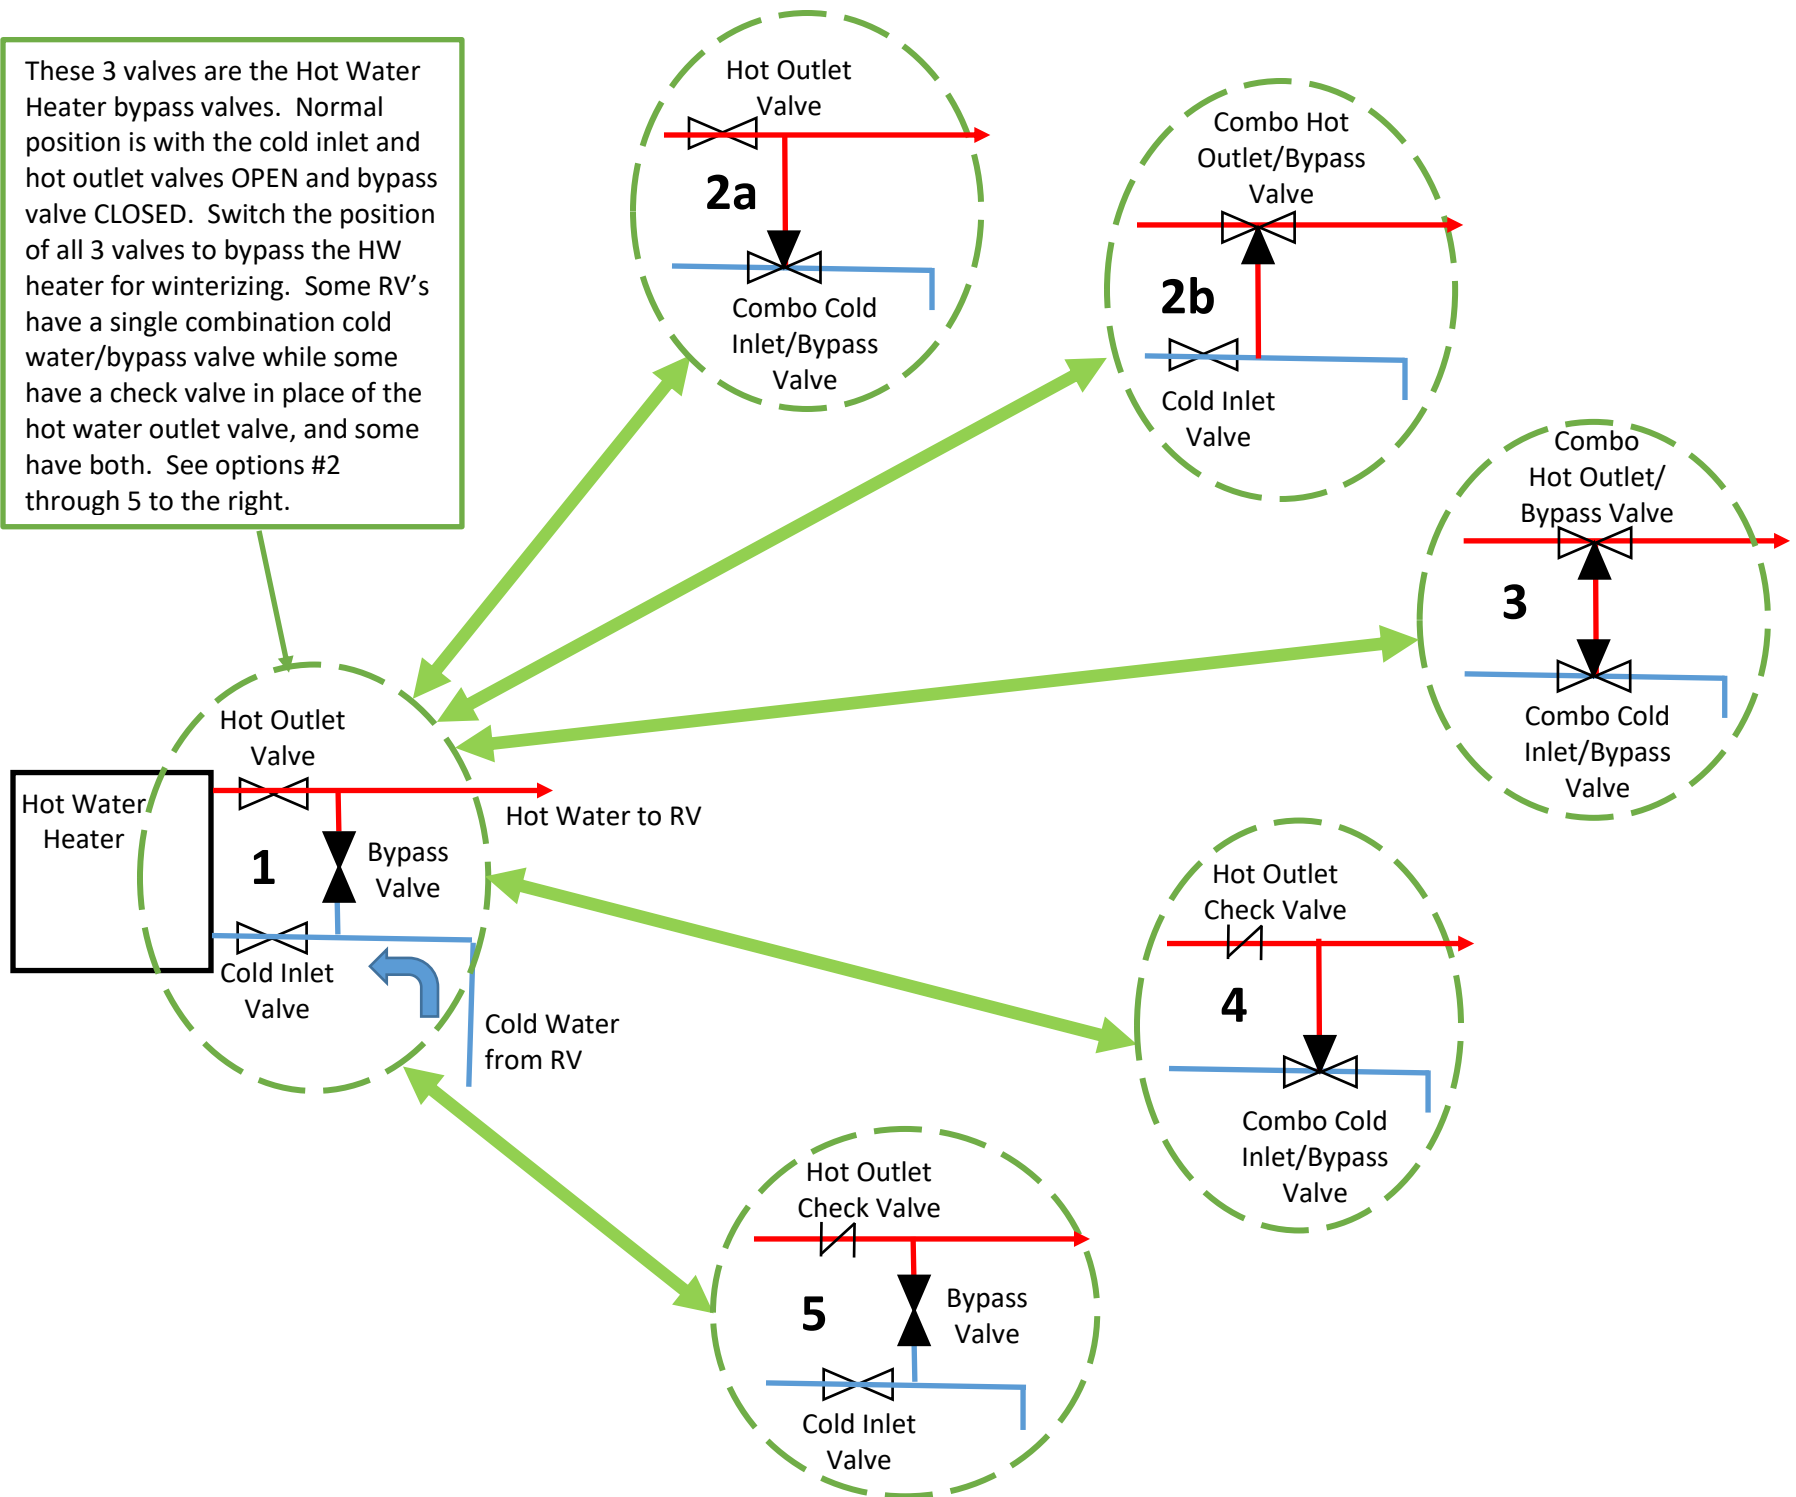 These 3 valves are the Hot Water
Heater bypass valves.  Normal
position is with the cold inlet and
hot outlet valves OPEN and bypass
valve CLOSED.  Switch the position
of all 3 valves to bypass the HW
heater for winterizing.  Some RV’s
have a single combination cold
water/bypass valve while some
have a check valve in place of the
hot water outlet valve, and some
have both.  See options #2
through 5 to the right.
Hot Outlet
Valve
2a
Combo Cold
Inlet/Bypass
Valve
Combo Hot
Outlet/Bypass
Valve
2b
Cold Inlet
Valve
Combo
Hot Outlet/
Bypass Valve
3
Combo Cold
Inlet/Bypass
Valve
Hot Outlet
Valve
Hot Water
Heater
Hot Water to RV
1
Bypass
Valve
Cold Inlet
Valve
Cold Water
from RV
Hot Outlet
Check Valve
4
Combo Cold
Inlet/Bypass
Valve
Hot Outlet
Check Valve
5
Bypass
Valve
Cold Inlet
Valve